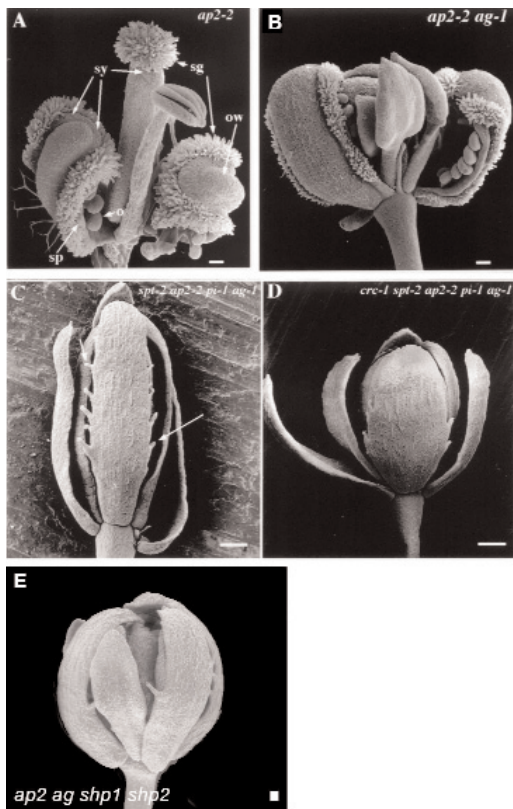 A
ap2-2
sy
sg
ow
o
sp
B
ap2-2 ag-1
C
spt-2 ap2-2 pi-1 ag-1
D
crc-1 spt-2 ap2-2 pi-1 ag-1
E
ap2 ag shp1 shp2